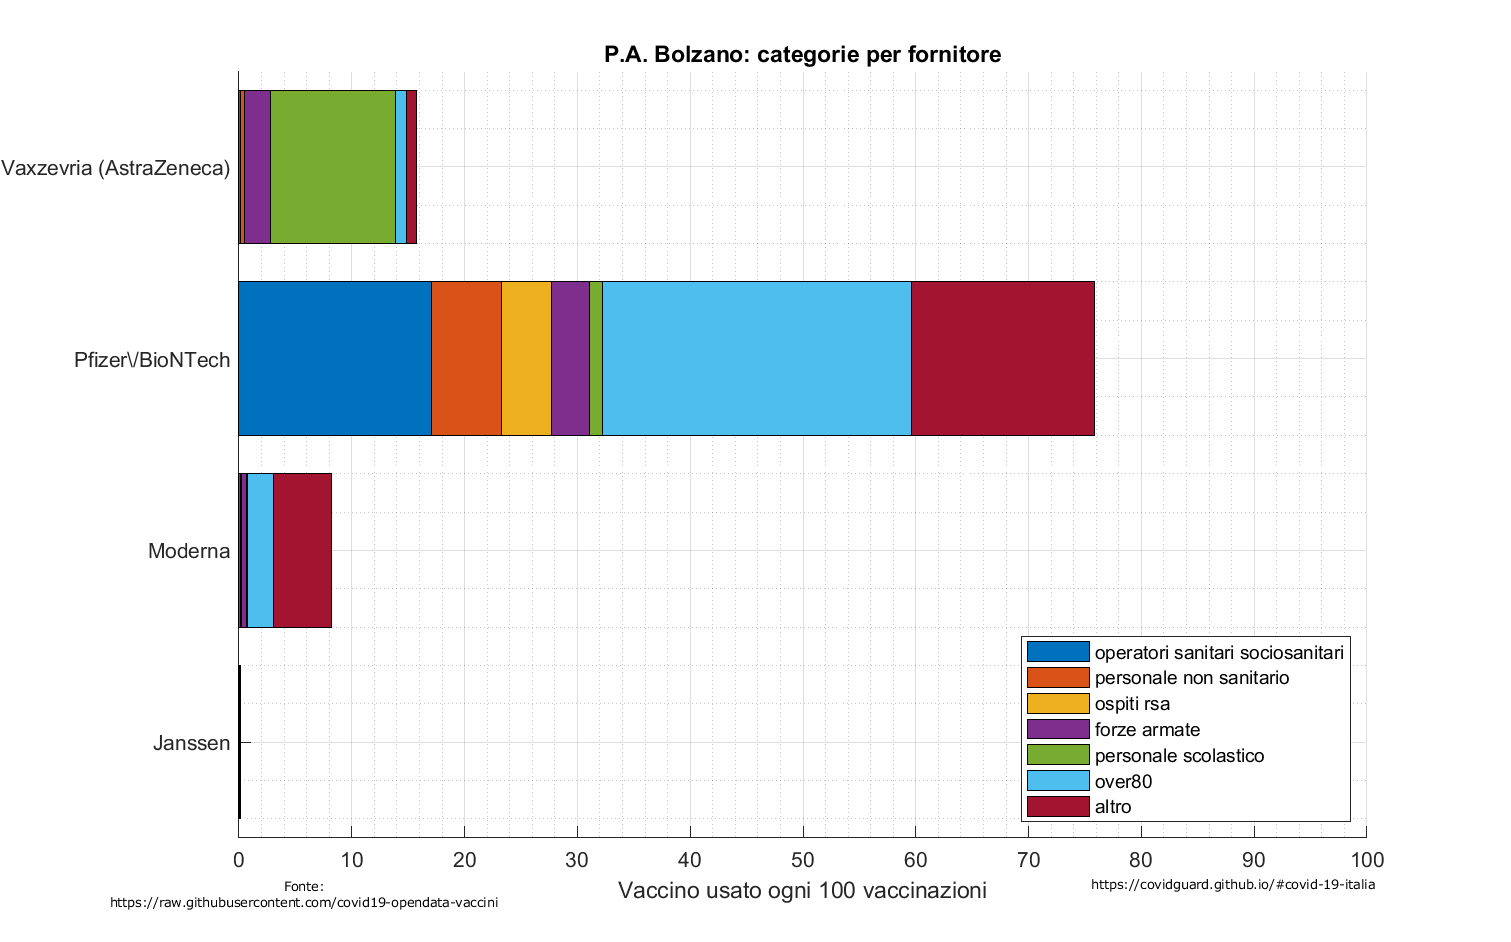 P.A. Bolzano: categorie per fornitore
Vaxzevria (AstraZeneca)
Pfizer\/BioNTech
Moderna
Janssen
operatori sanitari sociosanitari
personale non sanitario
ospiti rsa
forze armate
personale scolastico
over80
altro
0 10 20 30 40 50 60 70 80 90 100
Vaccino usato ogni 100 vaccinazioni
Fonte:
https://raw.githubusercontent.com/covid19-opendata-vaccini
https://covidguard.github.io/#covid-19-italia